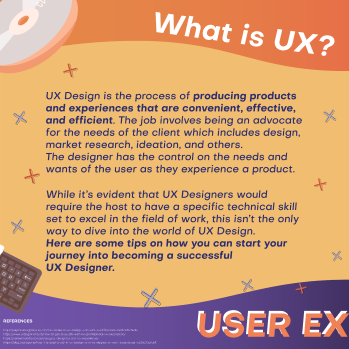 What is UX?
UX Design is the process of producing products
and experiences that are convenient, effective,
and efficient. The job involves being an advocate
for the needs of the client which includes design,
market research, ideation, and others.
The designer has the control on the needs and
wants of the user as they experience a product.
While it's evident that UX Designers would
require the host to have a specific technical skill
set to excel in the field of work, this isn't the only
way to dive into the world of UX Design.
Here are some tips on how you can start your
journey into becoming a successful
UX Designer.
REFERENCES
USER EX